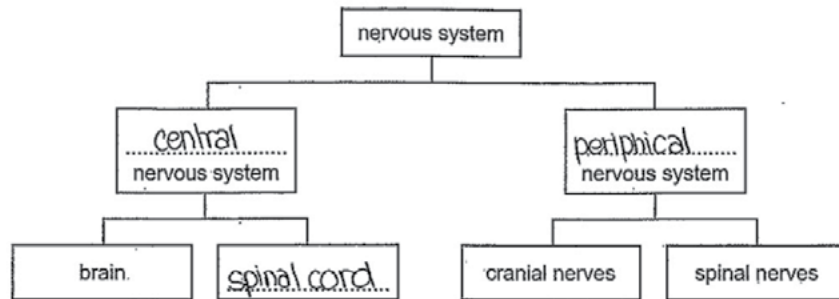 nervous system
central
nervous system
periphical
nervous system
brain.
spinal cord
cranial nerves
spinal nerves